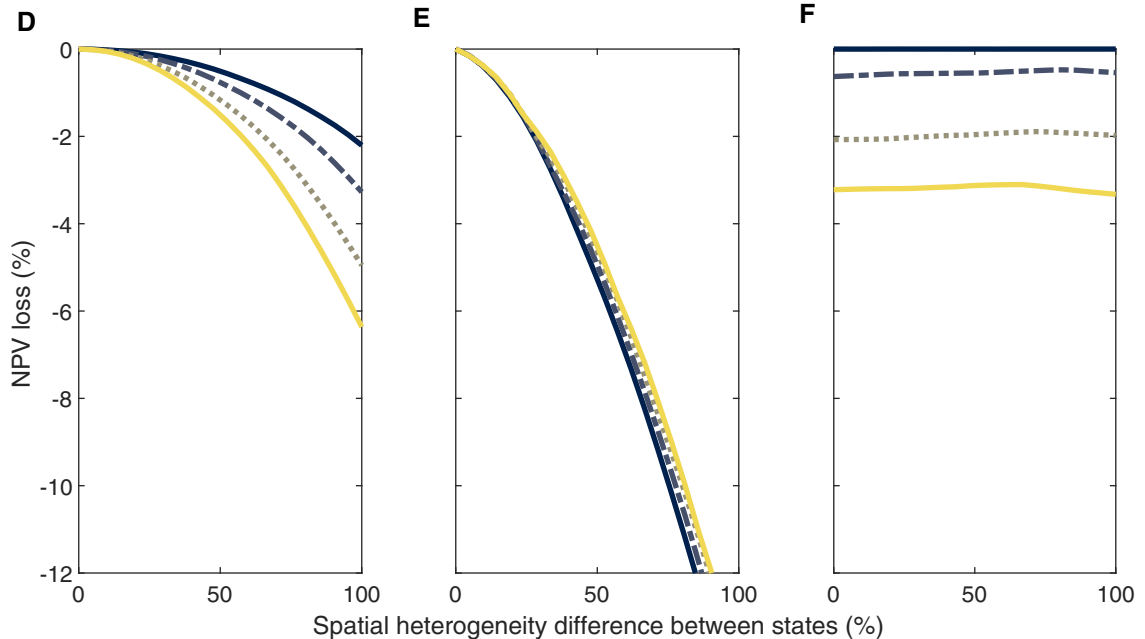 D
E
F
0
-2
-4
-6
-8
-10
-12
NPV loss (%)
0 50 100
0 50 100
0 50 100
Spatial heterogeneity difference between states (%)